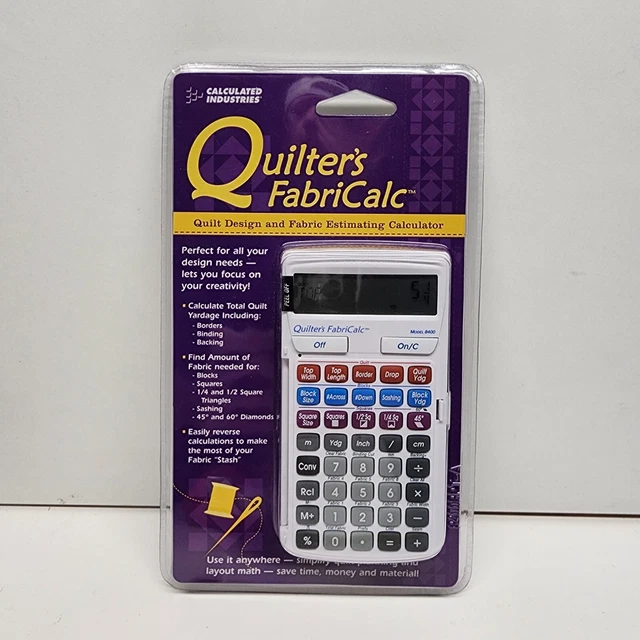 CALCULATED
INDUSTRIES
Quilter's
FabriCalc™
Quilt Design and Fabric Estimating Calculator
Perfect for all your
design needs —
lets you focus on
your creativity!
• Calculate Total Quilt
Yardage Including:
- Borders
- Binding
- Backing
• Find Amount of
Fabric needed for:
- Blocks
- Squares
- 1/4 and 1/2 Square
Triangles
- Sashing
- 45° and 60° Diamonds
• Easily reverse
calculations to make
the most of your
Fabric "Stash"
Use it anywhere — simplify
layout math — save time, money and material!
PEEL OFF
Quilter's FabriCalc™ MODEL 8400
Off On/C
Quilt
Top Width Top Length Border Drop Quilt Ydg
Blocks
Block Size #Across #Down Sashing Block Ydg
Squares
Square Size Squares 1/2 Sq 1/4 Sq 45°
m Ydg Inch / cm
Conv 7 8 9 ÷
Rcl 4 5 6 ×
M+ 1 2 3 −
% 0 • = +